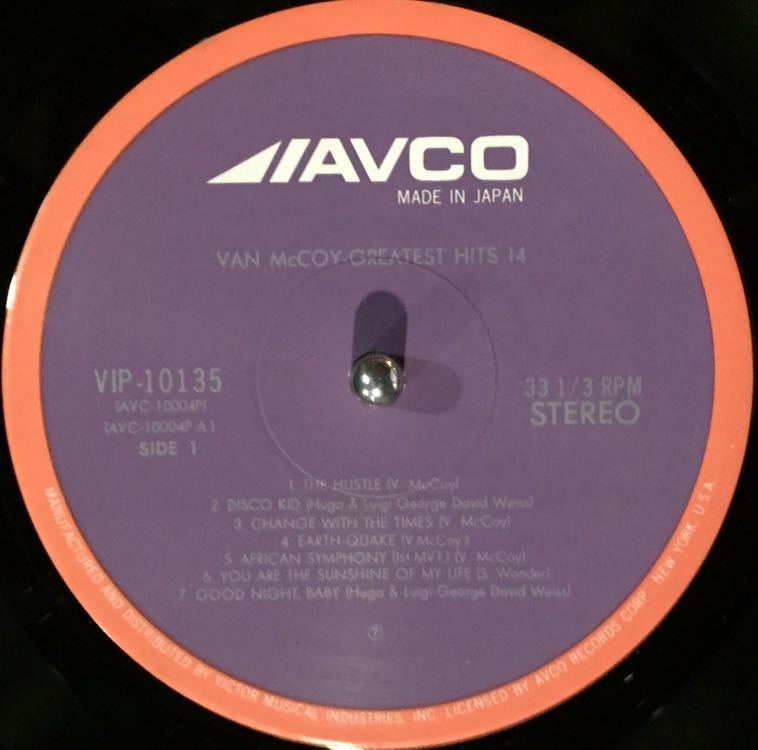 AVCO
MADE IN JAPAN
VAN McCOY-GREATEST HITS 14
VIP-10135
(AVC-10004P)
(AVC-10004P A)
SIDE 1
33 1/3 RPM
STEREO
1 THE HUSTLE (V. McCoy)
2 DISCO KID (Hugo & Luigi-George David Weiss)
3 CHANGE WITH THE TIMES (V. McCoy)
4 EARTH-QUAKE (V McCoy)
5 AFRICAN SYMPHONY (1st MVT.) (V. McCoy)
6 YOU ARE THE SUNSHINE OF MY LIFE (S. Wonder)
7 GOOD NIGHT, BABY (Hugo & Luigi-George David Weiss)
7
MANUFACTURED AND DISTRIBUTED BY VICTOR MUSICAL INDUSTRIES, INC. LICENSED BY AVCO RECORDS CORP. NEW YORK. U.S.A.